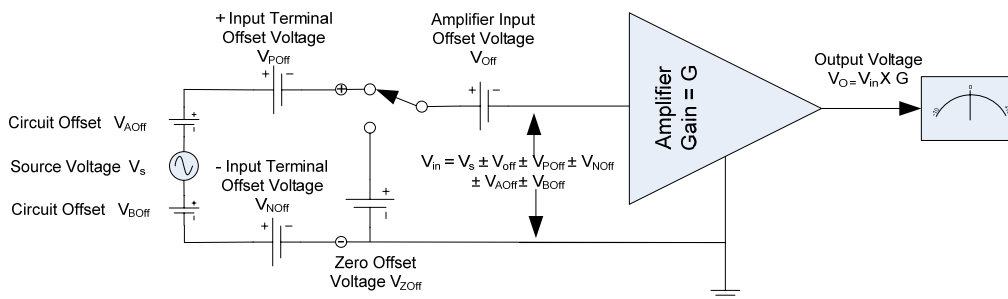 + Input Terminal
Offset Voltage
VPOff
Amplifier Input
Offset Voltage
VOff
Output Voltage
VO=Vin X G
Amplifier
Gain = G
Circuit Offset VAOff
Source Voltage Vs
Circuit Offset VBOff
- Input Terminal
Offset Voltage
VNOff
Vin = Vs ± Voff ± VPOff ± VNOff
± VAOff ± VBOff
Zero Offset
Voltage VZOff
+ −
+ −
+ −
+
−
0